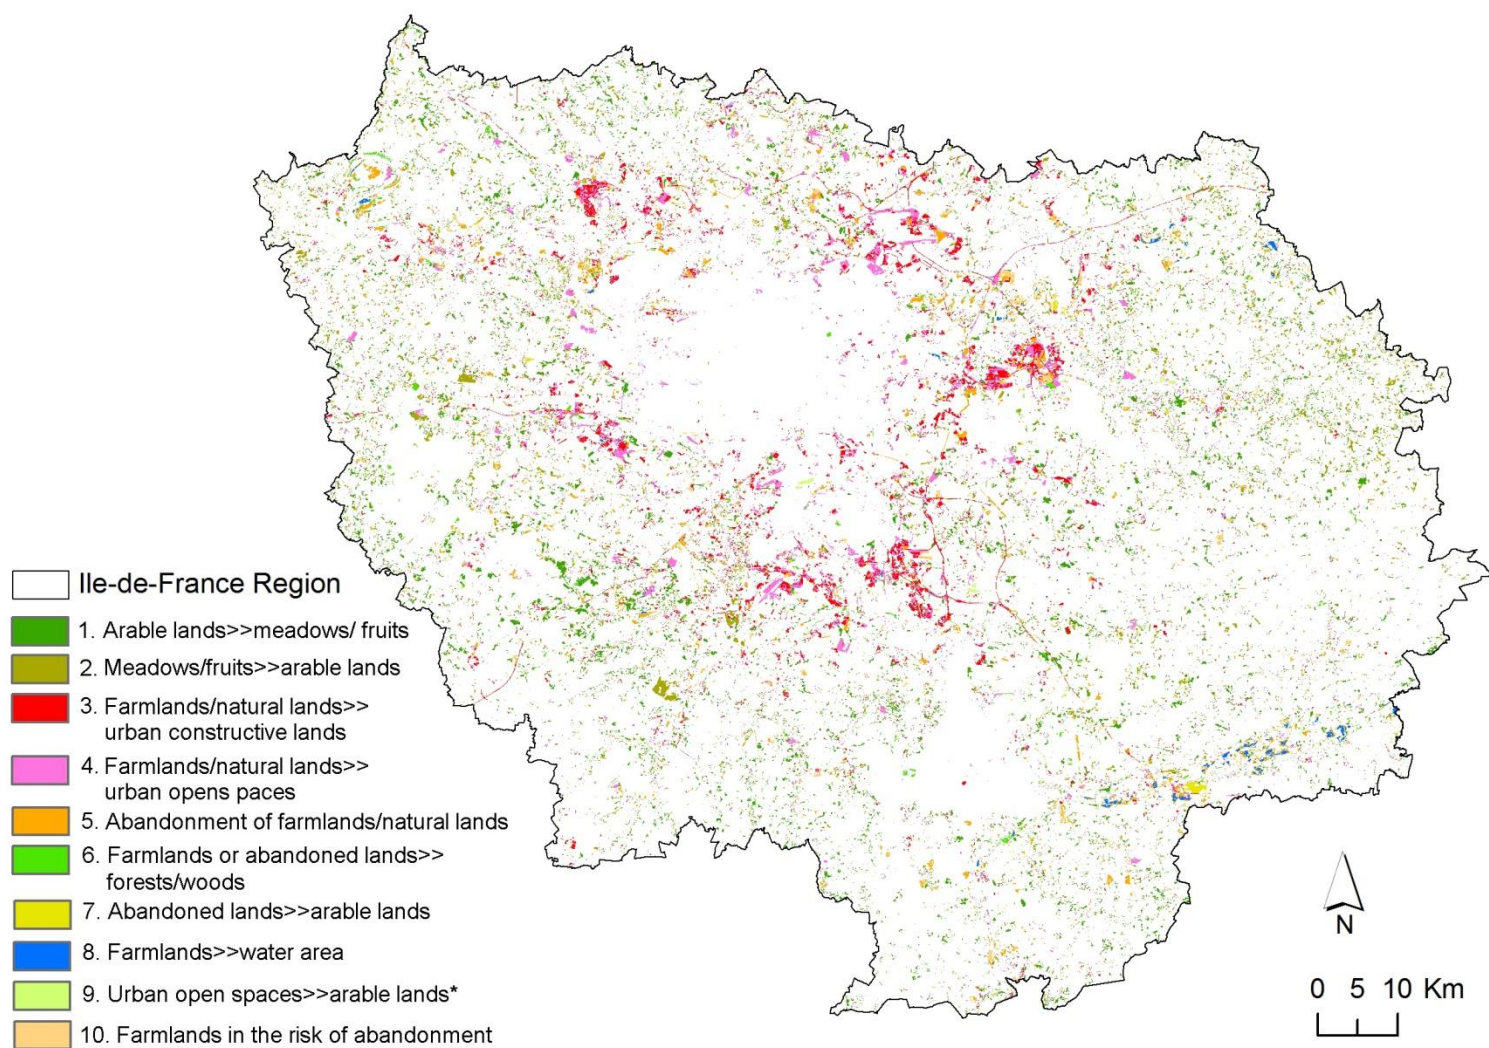 Ile-de-France Region
1. Arable lands>>meadows/ fruits
2. Meadows/fruits>>arable lands
3. Farmlands/natural lands>>
urban constructive lands
4. Farmlands/natural lands>>
urban opens paces
5. Abandonment of farmlands/natural lands
6. Farmlands or abandoned lands>>
forests/woods
7. Abandoned lands>>arable lands
8. Farmlands>>water area
9. Urban open spaces>>arable lands*
10. Farmlands in the risk of abandonment
N
0 5 10 Km